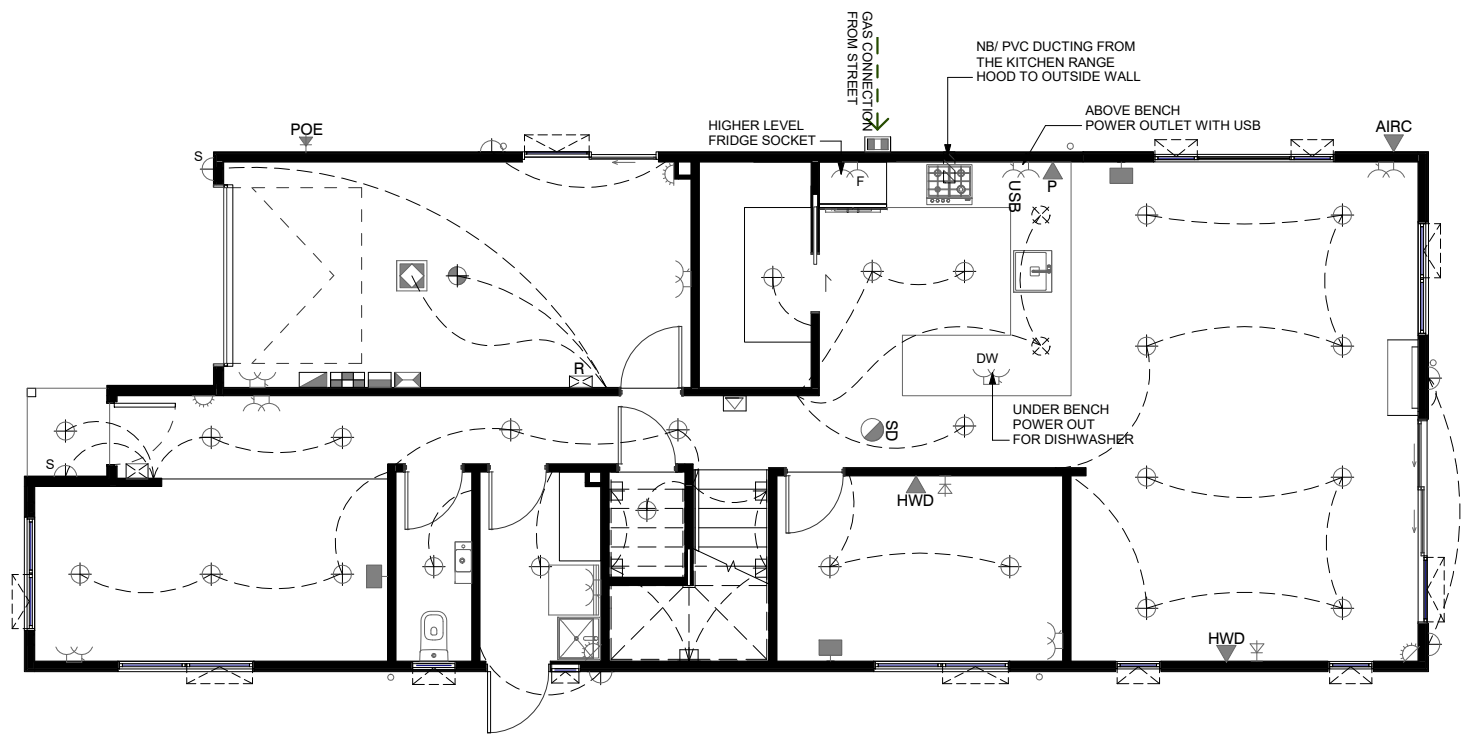 GAS CONNECTION
FROM STREET
NB/ PVC DUCTING FROM
THE KITCHEN RANGE
HOOD TO OUTSIDE WALL
ABOVE BENCH
POWER OUTLET WITH USB
HIGHER LEVEL
FRIDGE SOCKET
POE
AIRC
S
F
USB
P
R
DW
UNDER BENCH
POWER OUT
FOR DISHWASHER
SD
S
HWD
HWD